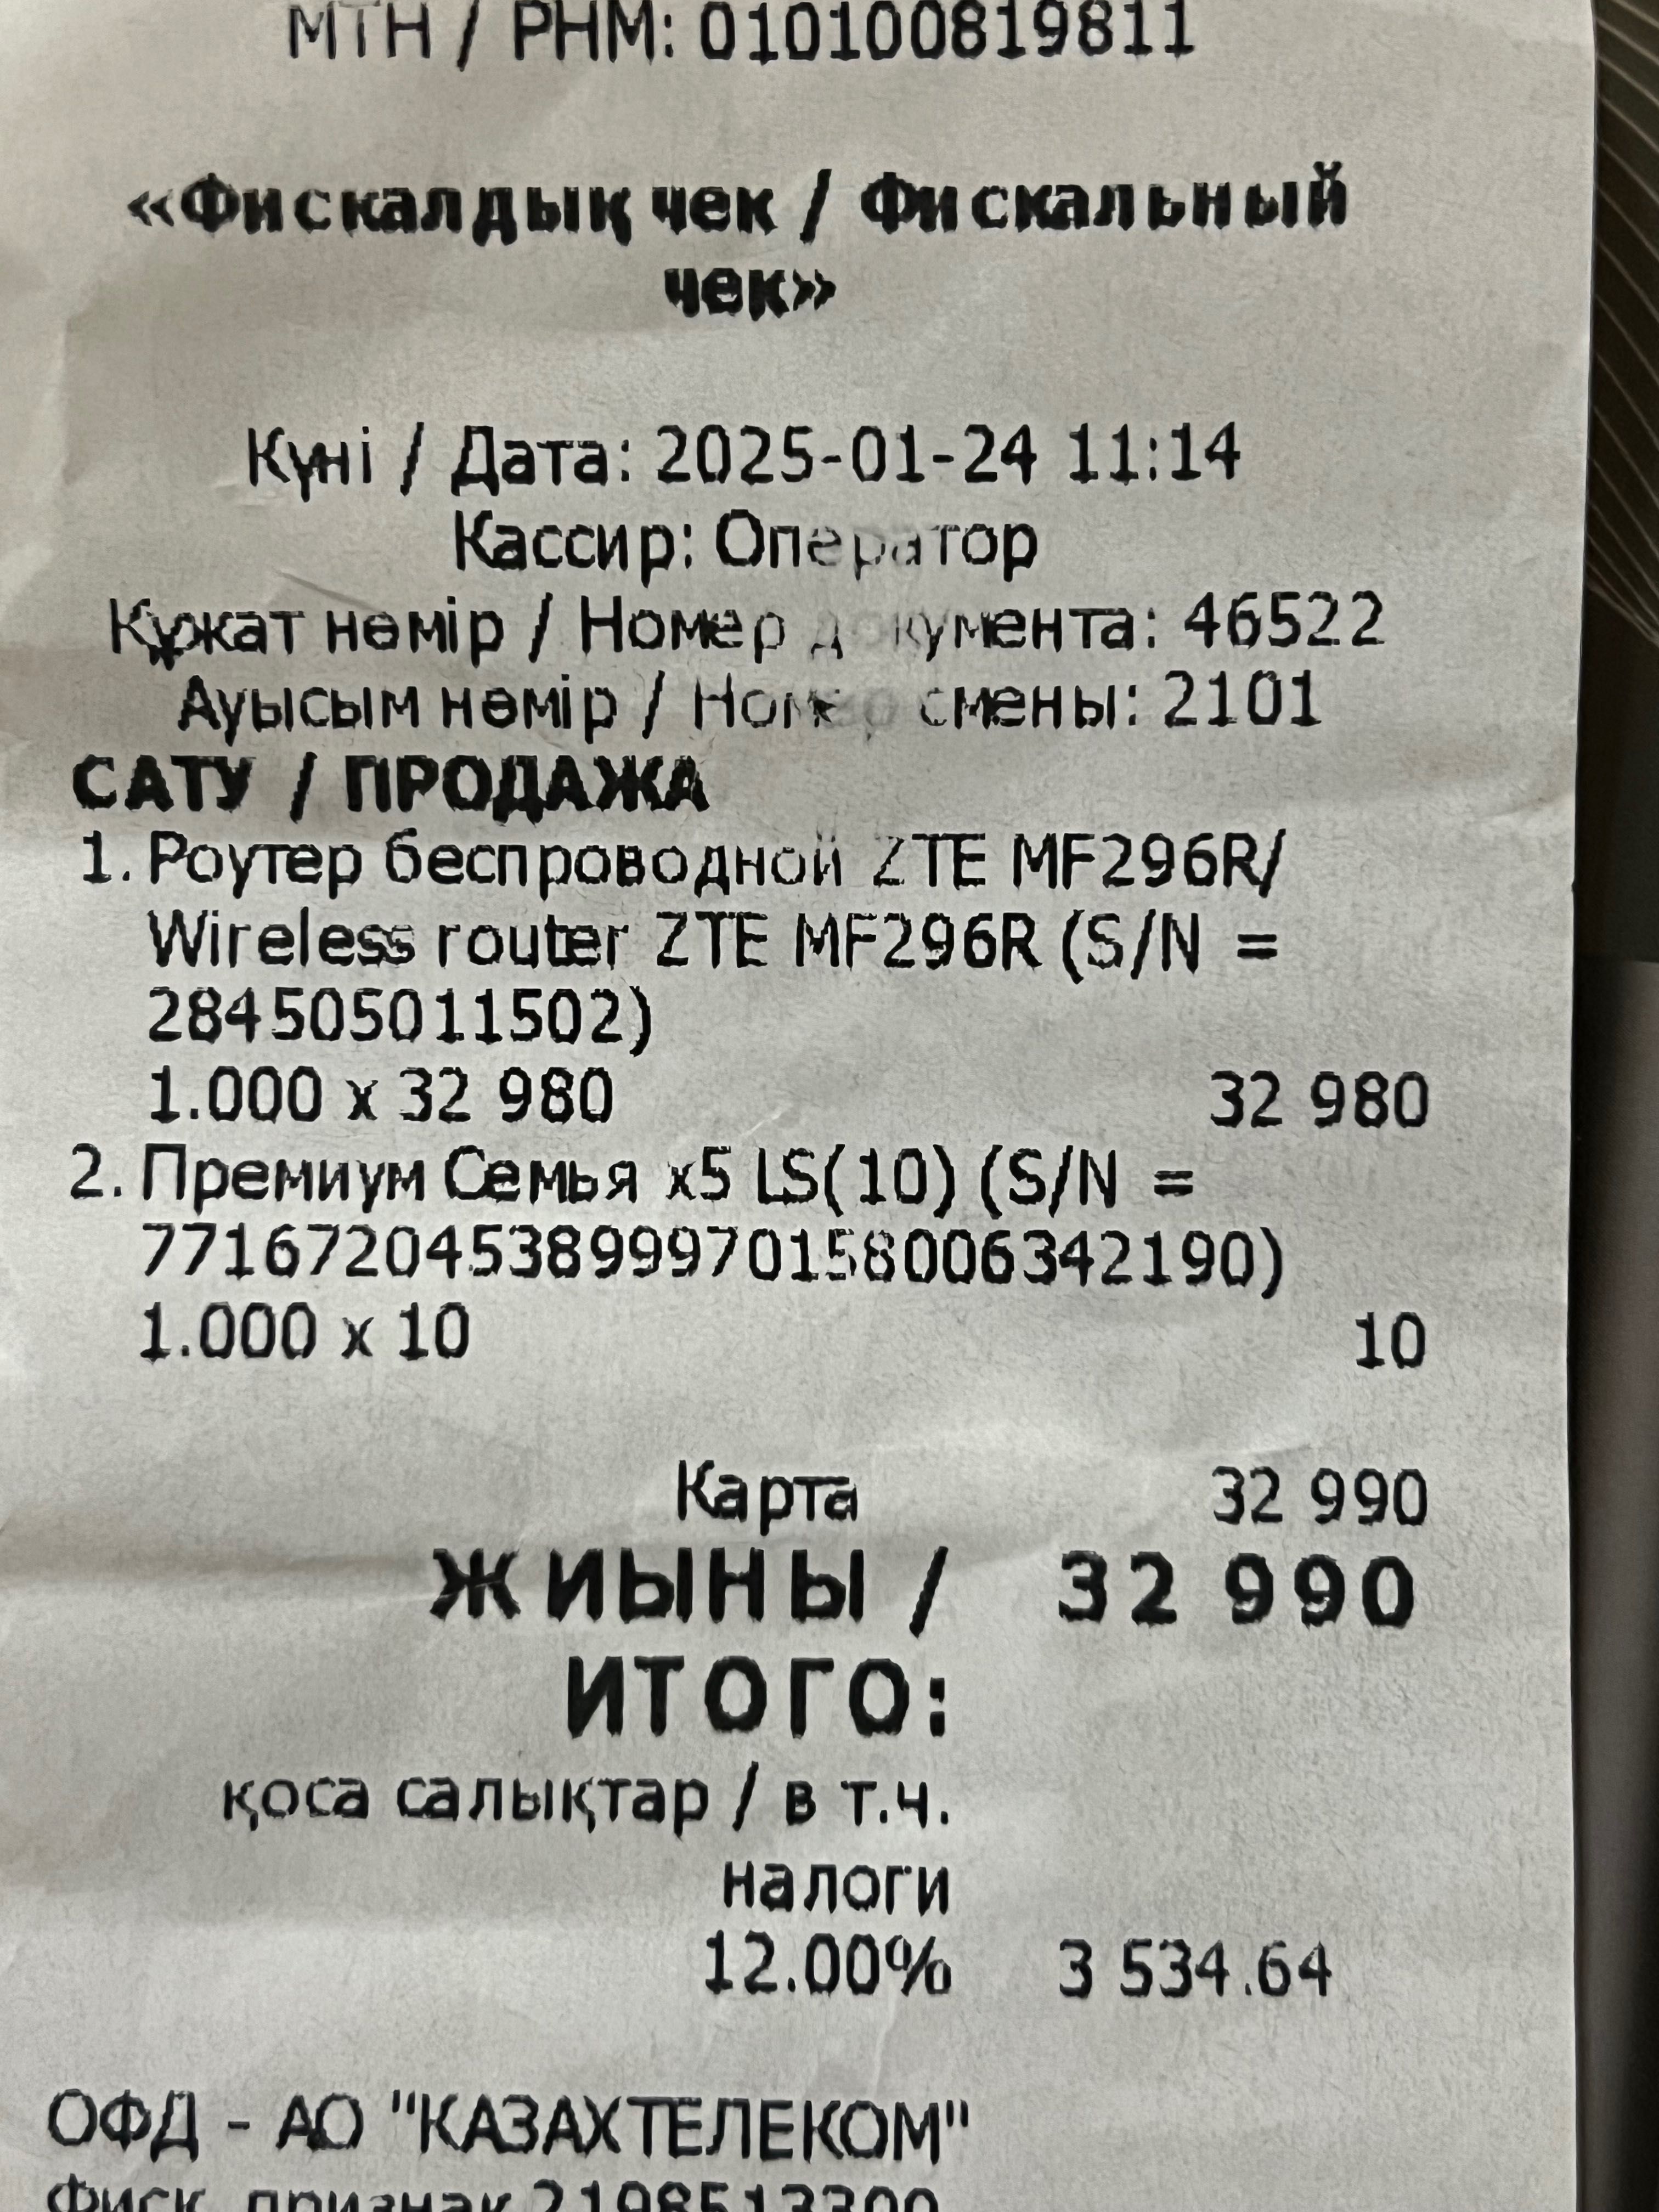 МТН / РНМ: 010100819811
«Фискалдық чек / Фискальный
чек»
Күні / Дата: 2025-01-24 11:14
Кассир: Оператор
Құжат нөмір / Номер документа: 46522
Ауысым нөмір / Номер смены: 2101
САТУ / ПРОДАЖА
1. Роутер беспроводной ZTE MF296R/
Wireless router ZTE MF296R (S/N =
284505011502)
1.000 x 32 980 32 980
2. Премиум Семья x5 LS(10) (S/N =
7716720453899970158006342190)
1.000 x 10 10
Карта 32 990
ЖИЫНЫ / 32 990
ИТОГО:
қоса салықтар / в т.ч.
налоги
12.00% 3 534.64
ОФД - АО "КАЗАХТЕЛЕКОМ"
Фиск. признак 2198513300